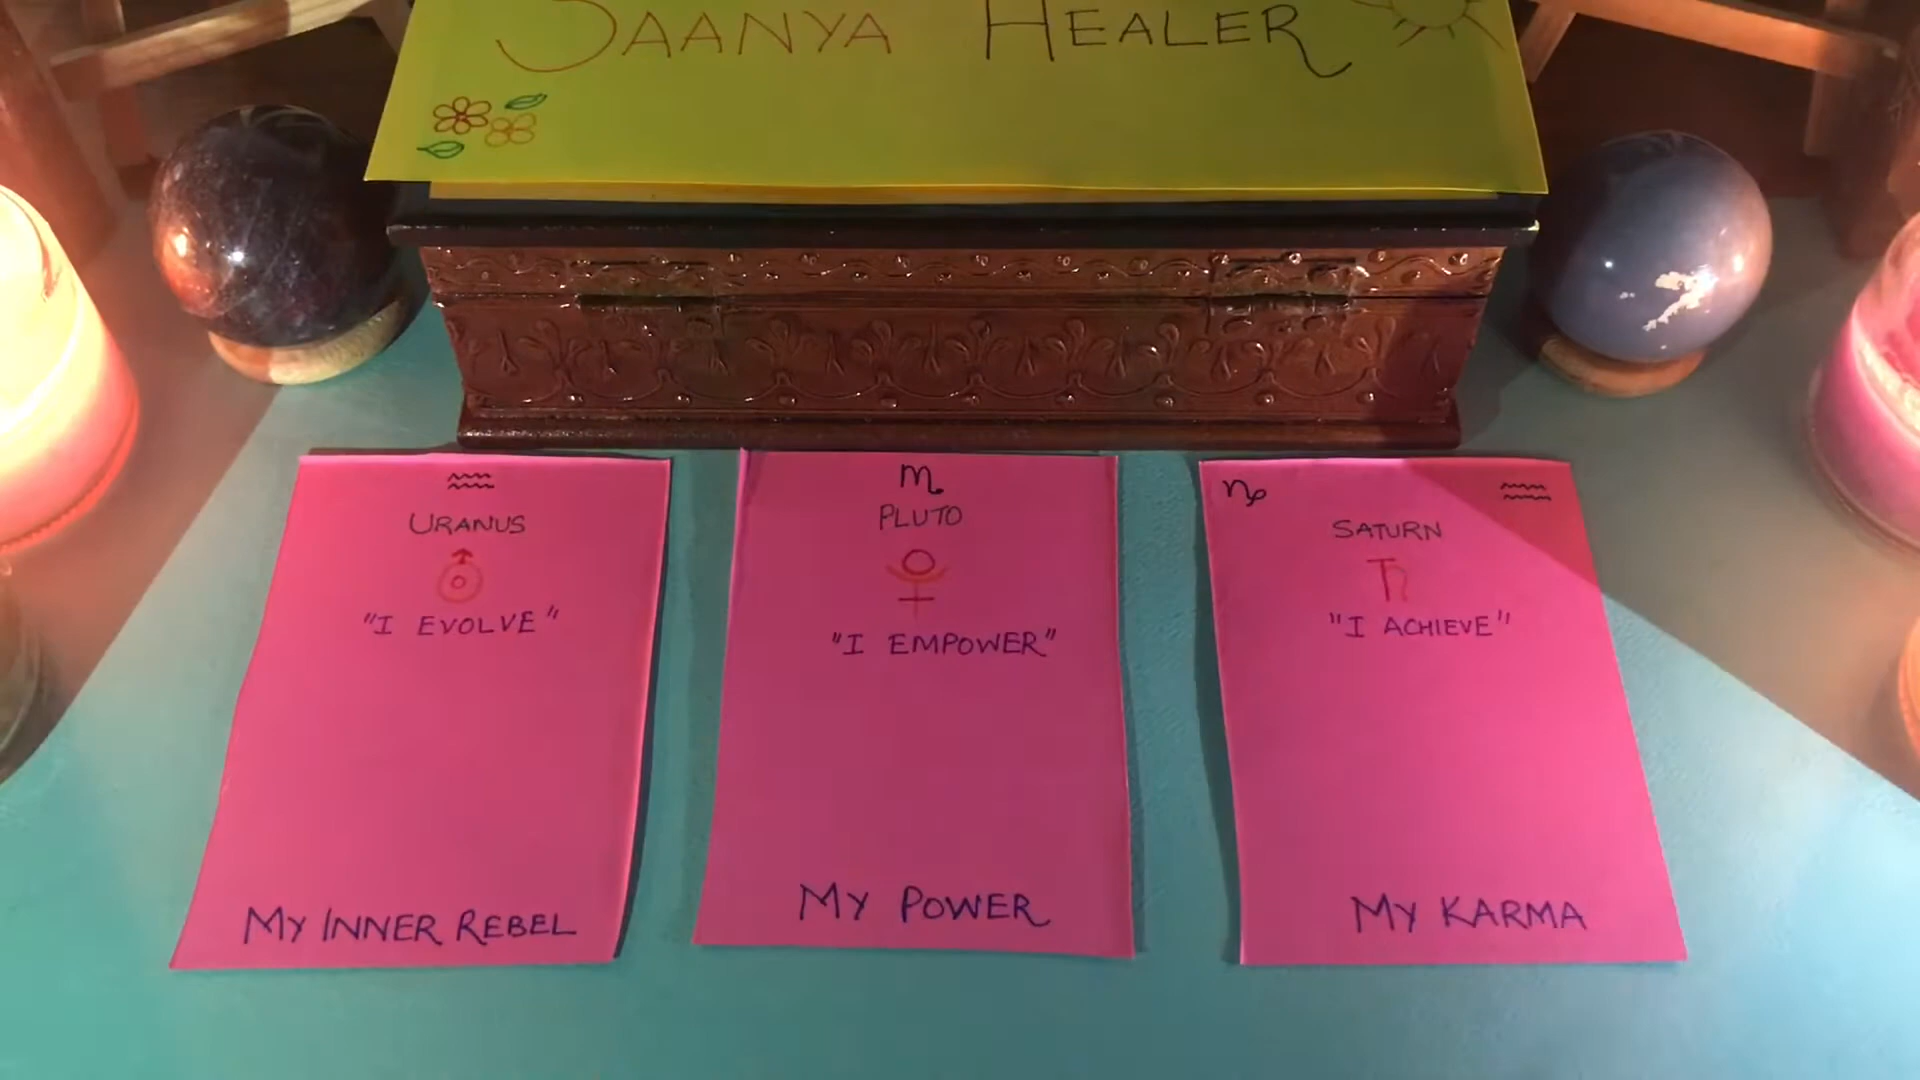 SAANYA HEALER
♒
URANUS
"I EVOLVE"
MY INNER REBEL
♏
PLUTO
"I EMPOWER"
MY POWER
♑ ♒
SATURN
"I ACHIEVE"
MY KARMA